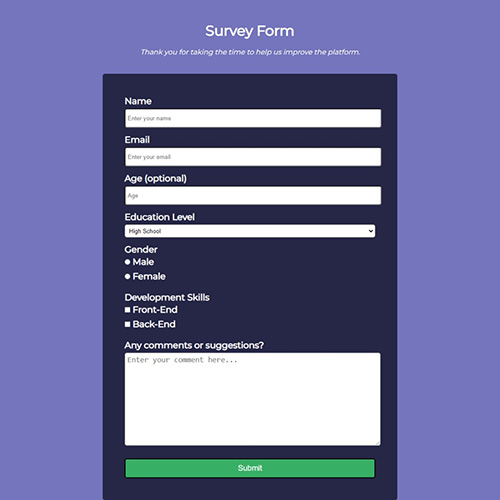 Survey Form
Thank you for taking the time to help us improve the platform.
Name
Enter your name
Email
Enter your email
Age (optional)
Age
Education Level
High School
Gender
Male
Female
Development Skills
Front-End
Back-End
Any comments or suggestions?
Enter your comment here...
Submit